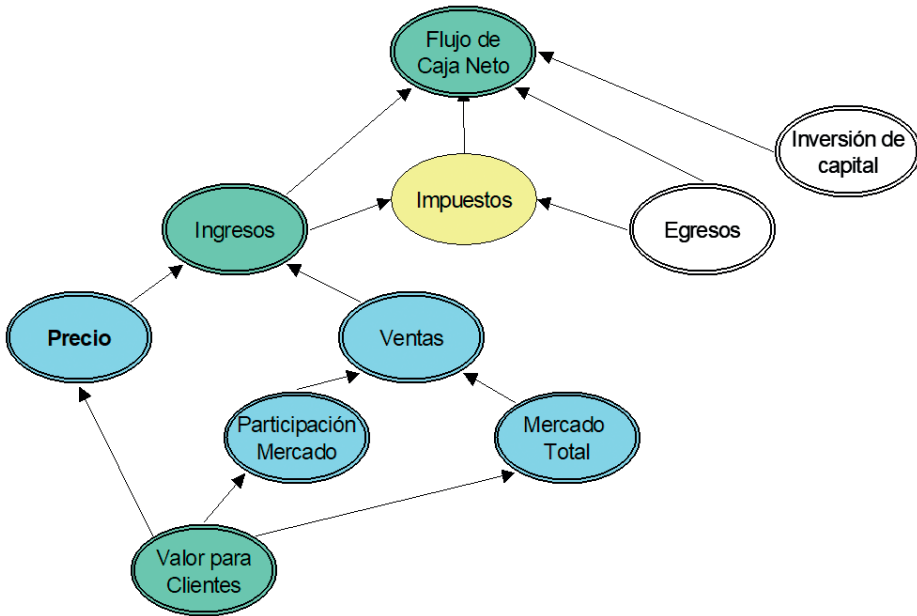 Flujo de
Caja Neto
Inversión de
capital
Impuestos
Ingresos
Egresos
Precio
Ventas
Participación
Mercado
Mercado
Total
Valor para
Clientes